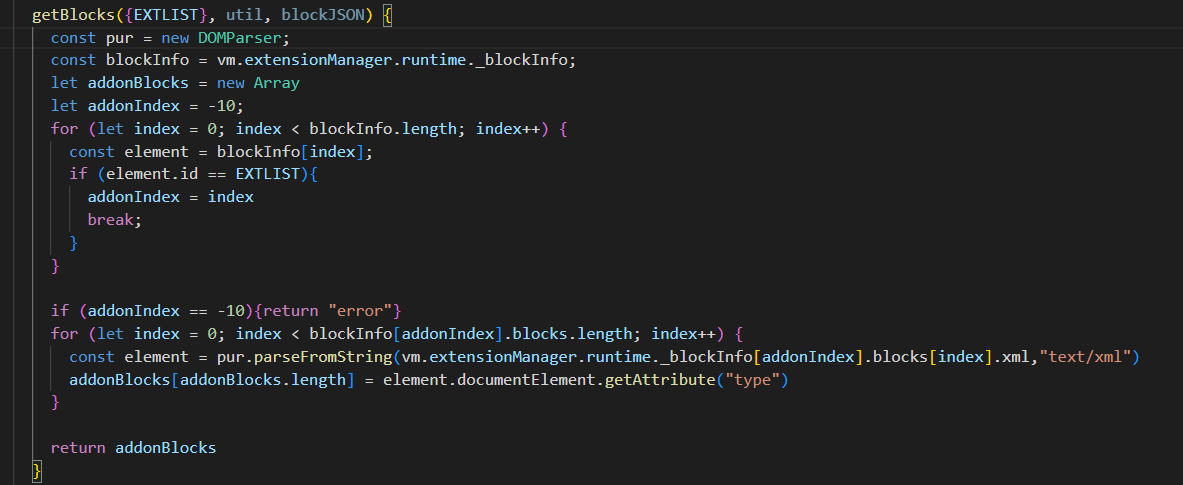 getBlocks({EXTLIST}, util, blockJSON) {
const pur = new DOMParser;
const blockInfo = vm.extensionManager.runtime._blockInfo;
let addonBlocks = new Array
let addonIndex = -10;
for (let index = 0; index < blockInfo.length; index++) {
const element = blockInfo[index];
if (element.id == EXTLIST){
addonIndex = index
break;
}
}
if (addonIndex == -10){return "error"}
for (let index = 0; index < blockInfo[addonIndex].blocks.length; index++) {
const element = pur.parseFromString(vm.extensionManager.runtime._blockInfo[addonIndex].blocks[index].xml,"text/xml")
addonBlocks[addonBlocks.length] = element.documentElement.getAttribute("type")
}
return addonBlocks
}